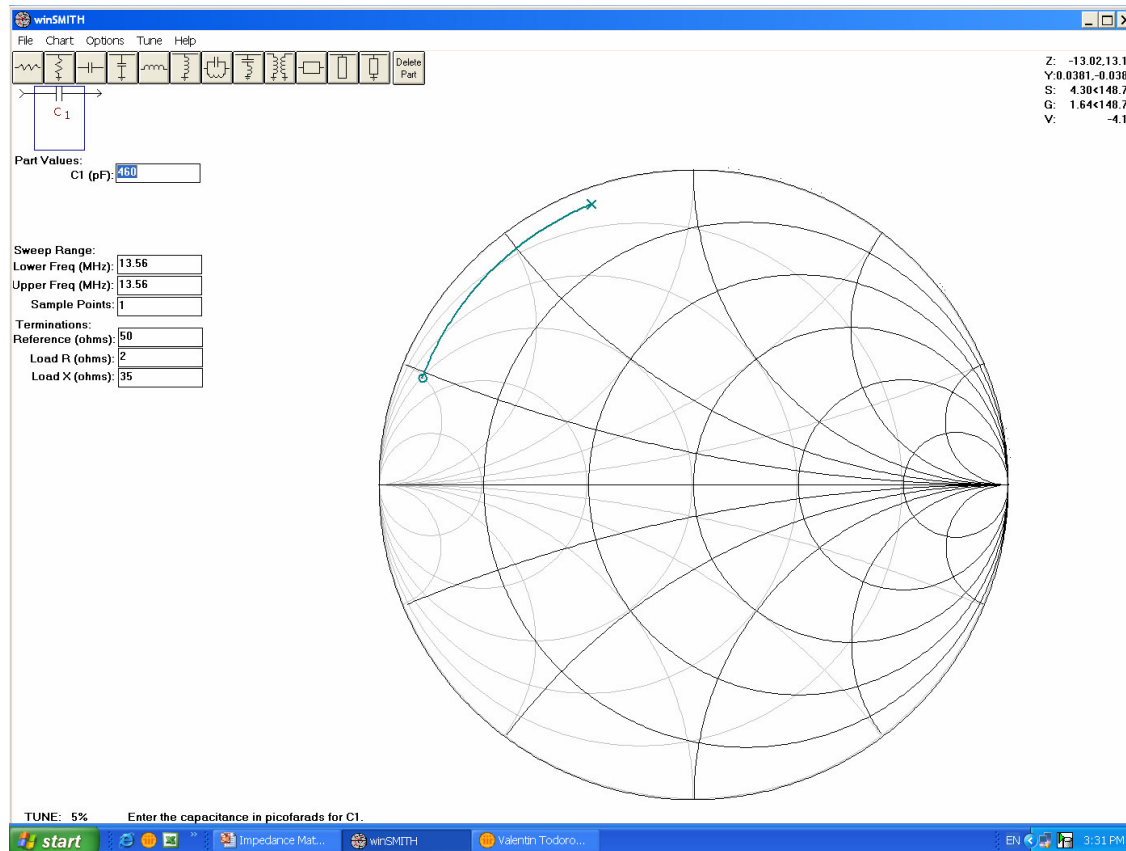 winSMITH
File Chart Options Tune Help
Delete
Part
Z: -13.02,13.1
Y:0.0381,-0.038
S: 4.30<148.7
G: 1.64<148.7
V: -4.1
C 1
Part Values:
C1 (pF): 460
Sweep Range:
Lower Freq (MHz): 13.56
Upper Freq (MHz): 13.56
Sample Points: 1
Terminations:
Reference (ohms): 50
Load R (ohms): 2
Load X (ohms): 35
TUNE: 5% Enter the capacitance in picofarads for C1.
start » Impedance Mat... winSMITH Valentin Todoro... EN 3:31 PM